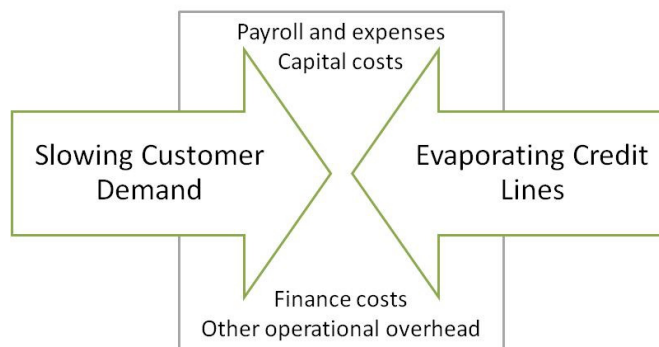 Payroll and expenses
Capital costs
Slowing Customer
Demand
Evaporating Credit
Lines
Finance costs
Other operational overhead